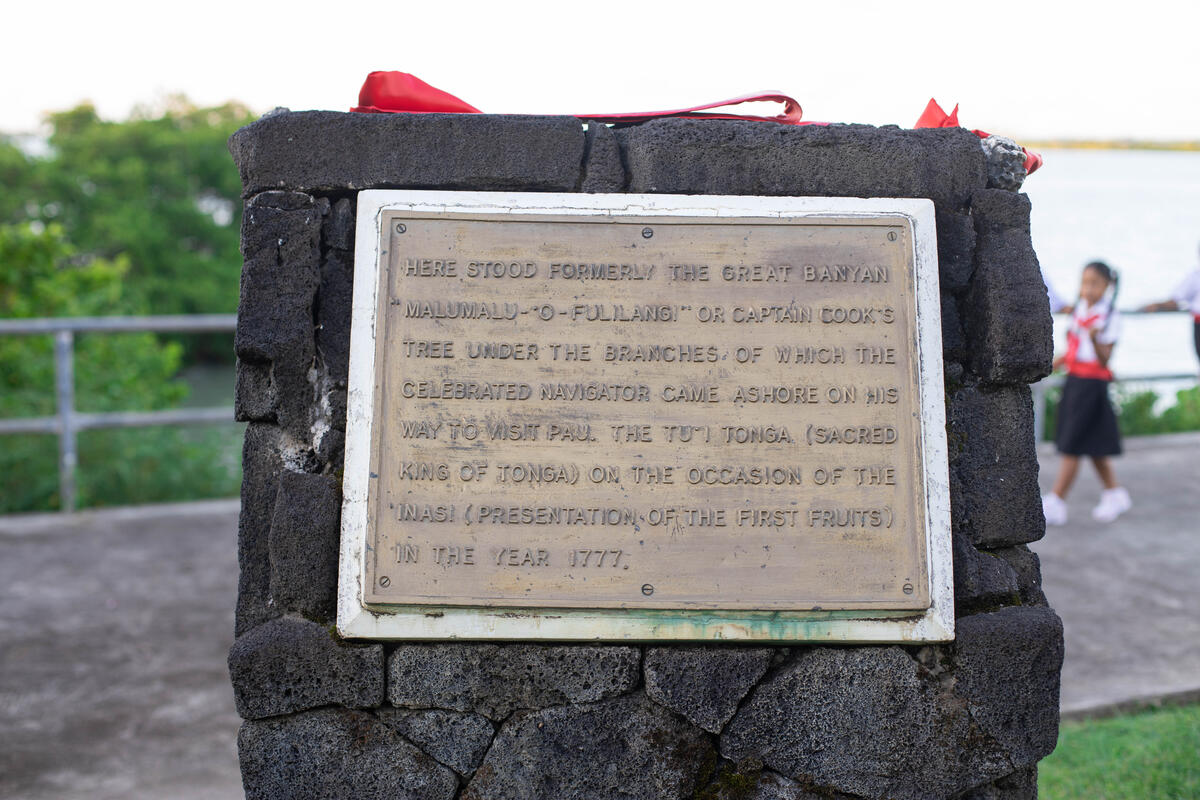 HERE STOOD FORMERLY THE GREAT BANYAN
"MALUMALU-'O-FULILANGI" OR CAPTAIN COOK'S
TREE UNDER THE BRANCHES OF WHICH THE
CELEBRATED NAVIGATOR CAME ASHORE ON HIS
WAY TO VISIT PAU. THE TU'I TONGA (SACRED
KING OF TONGA) ON THE OCCASION OF THE
'INASI (PRESENTATION OF THE FIRST FRUITS)
IN THE YEAR 1777.